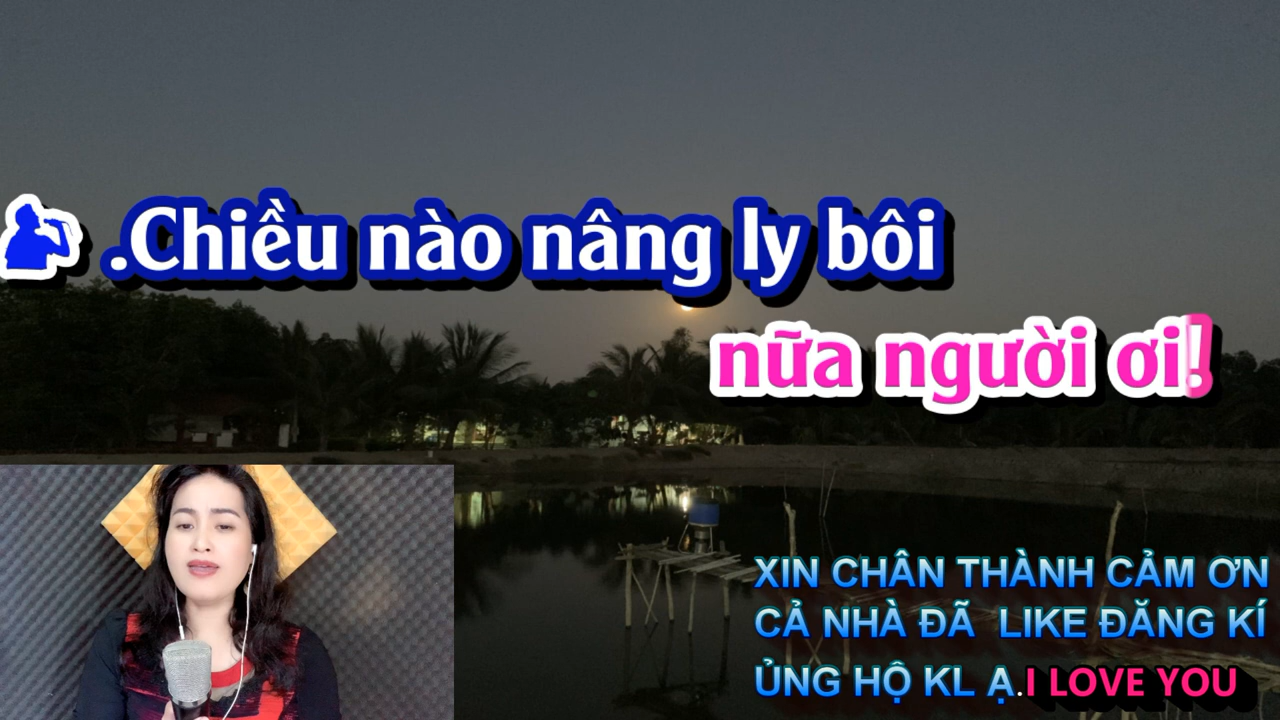 .Chiều nào nâng ly bôi
nữa người ơi!
XIN CHÂN THÀNH CẢM ƠN
CẢ NHÀ ĐÃ LIKE ĐĂNG KÍ
ỦNG HỘ KL Ạ.I LOVE YOU